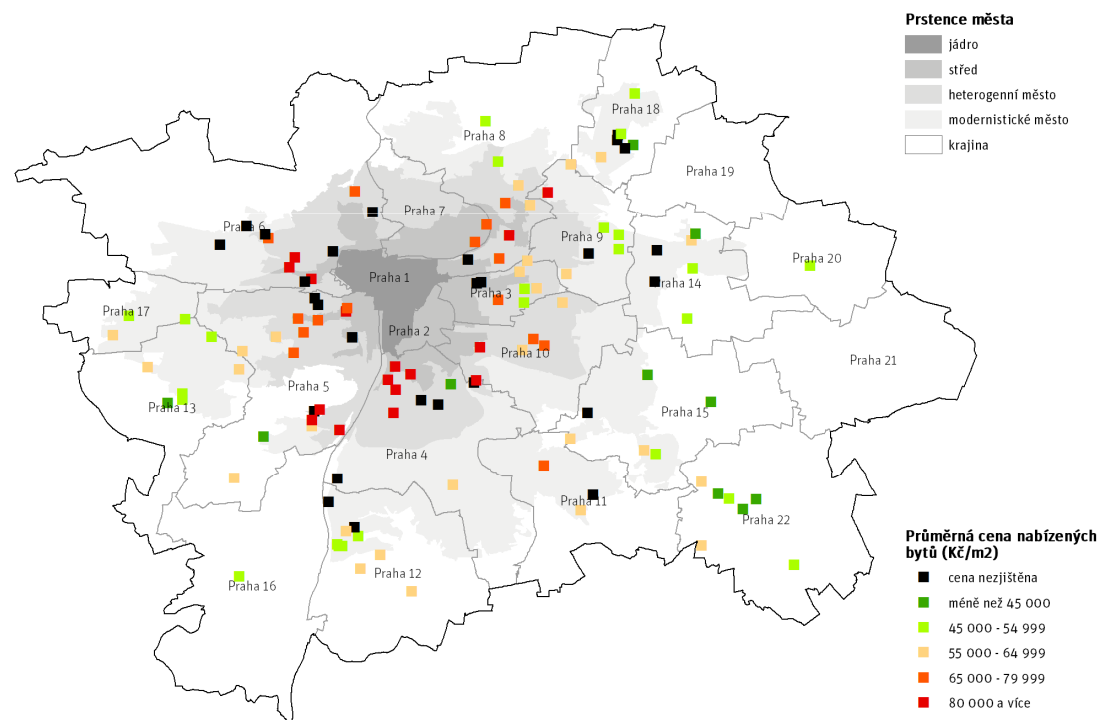 Prstence města
jádro
střed
heterogenní město
modernistické město
krajina
Praha 18
Praha 8
Praha 19
Praha 7
Praha 6
Praha 9
Praha 20
Praha 1
Praha 14
Praha 3
Praha 17
Praha 2
Praha 10
Praha 21
Praha 5
Praha 13
Praha 15
Praha 4
Praha 11
Praha 22
Praha 12
Praha 16
Průměrná cena nabízených
bytů (Kč/m2)
cena nezjištěna
méně než 45 000
45 000 - 54 999
55 000 - 64 999
65 000 - 79 999
80 000 a více